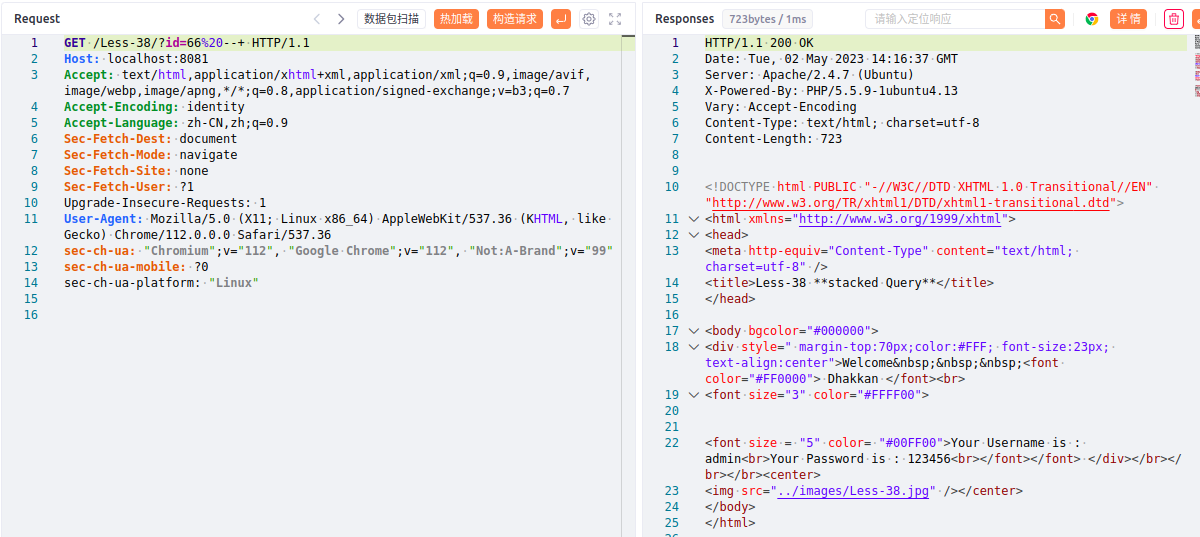 Request
数据包扫描
热加载
构造请求
1 GET /Less-38/?id=66%20--+ HTTP/1.1
2 Host: localhost:8081
3 Accept: text/html,application/xhtml+xml,application/xml;q=0.9,image/avif,
image/webp,image/apng,*/*;q=0.8,application/signed-exchange;v=b3;q=0.7
4 Accept-Encoding: identity
5 Accept-Language: zh-CN,zh;q=0.9
6 Sec-Fetch-Dest: document
7 Sec-Fetch-Mode: navigate
8 Sec-Fetch-Site: none
9 Sec-Fetch-User: ?1
10 Upgrade-Insecure-Requests: 1
11 User-Agent: Mozilla/5.0 (X11; Linux x86_64) AppleWebKit/537.36 (KHTML, like
Gecko) Chrome/112.0.0.0 Safari/537.36
12 sec-ch-ua: "Chromium";v="112", "Google Chrome";v="112", "Not:A-Brand";v="99"
13 sec-ch-ua-mobile: ?0
14 sec-ch-ua-platform: "Linux"
15
16
Responses
723bytes / 1ms
请输入定位响应
详情
1 HTTP/1.1 200 OK
2 Date: Tue, 02 May 2023 14:16:37 GMT
3 Server: Apache/2.4.7 (Ubuntu)
4 X-Powered-By: PHP/5.5.9-1ubuntu4.13
5 Vary: Accept-Encoding
6 Content-Type: text/html; charset=utf-8
7 Content-Length: 723
8
9
10 <!DOCTYPE html PUBLIC "-//W3C//DTD XHTML 1.0 Transitional//EN"
"http://www.w3.org/TR/xhtml1/DTD/xhtml1-transitional.dtd">
11 <html xmlns="http://www.w3.org/1999/xhtml">
12 <head>
13 <meta http-equiv="Content-Type" content="text/html;
charset=utf-8" />
14 <title>Less-38 **stacked Query**</title>
15 </head>
16
17 <body bgcolor="#000000">
18 <div style=" margin-top:70px;color:#FFF; font-size:23px;
text-align:center">Welcome&nbsp;&nbsp;&nbsp;<font
color="#FF0000"> Dhakkan </font><br>
19 <font size="3" color="#FFFF00">
20
21
22 <font size = "5" color= "#00FF00">Your Username is :
admin<br>Your Password is : 123456<br></font></font> </div></br></
br></br><center>
23 <img src="../images/Less-38.jpg" /></center>
24 </body>
25 </html>